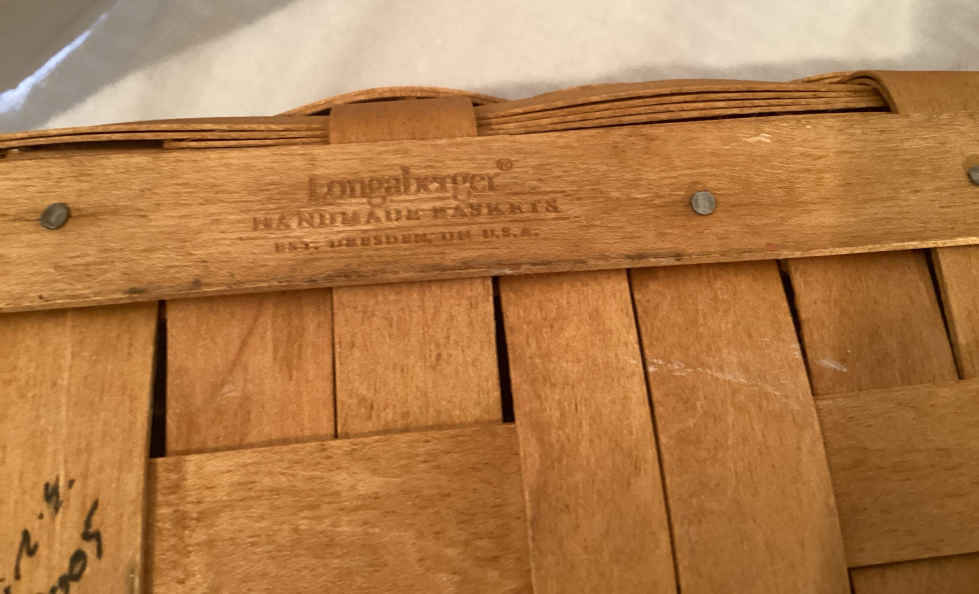 Longaberger®
HANDMADE BASKETS
EST. DRESDEN, OH U.S.A.